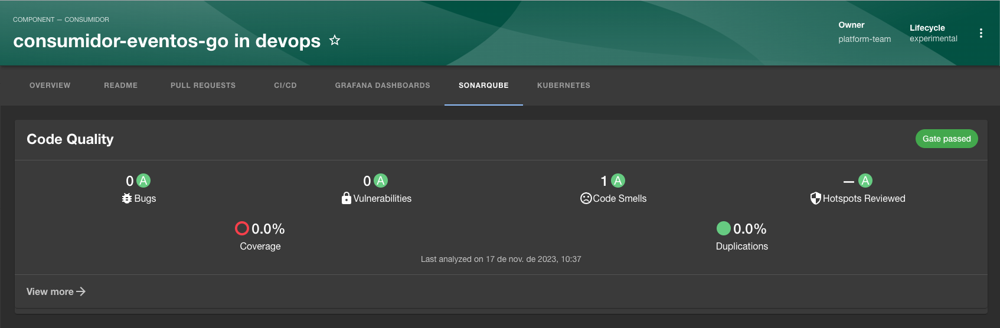 COMPONENT — CONSUMIDOR
consumidor-eventos-go in devops
Owner
platform-team
Lifecycle
experimental
OVERVIEW README PULL REQUESTS CI/CD GRAFANA DASHBOARDS SONARQUBE KUBERNETES
Code Quality
Gate passed
0 A
Bugs
0 A
Vulnerabilities
1 A
Code Smells
— A
Hotspots Reviewed
0.0%
Coverage
0.0%
Duplications
Last analyzed on 17 de nov. de 2023, 10:37
View more